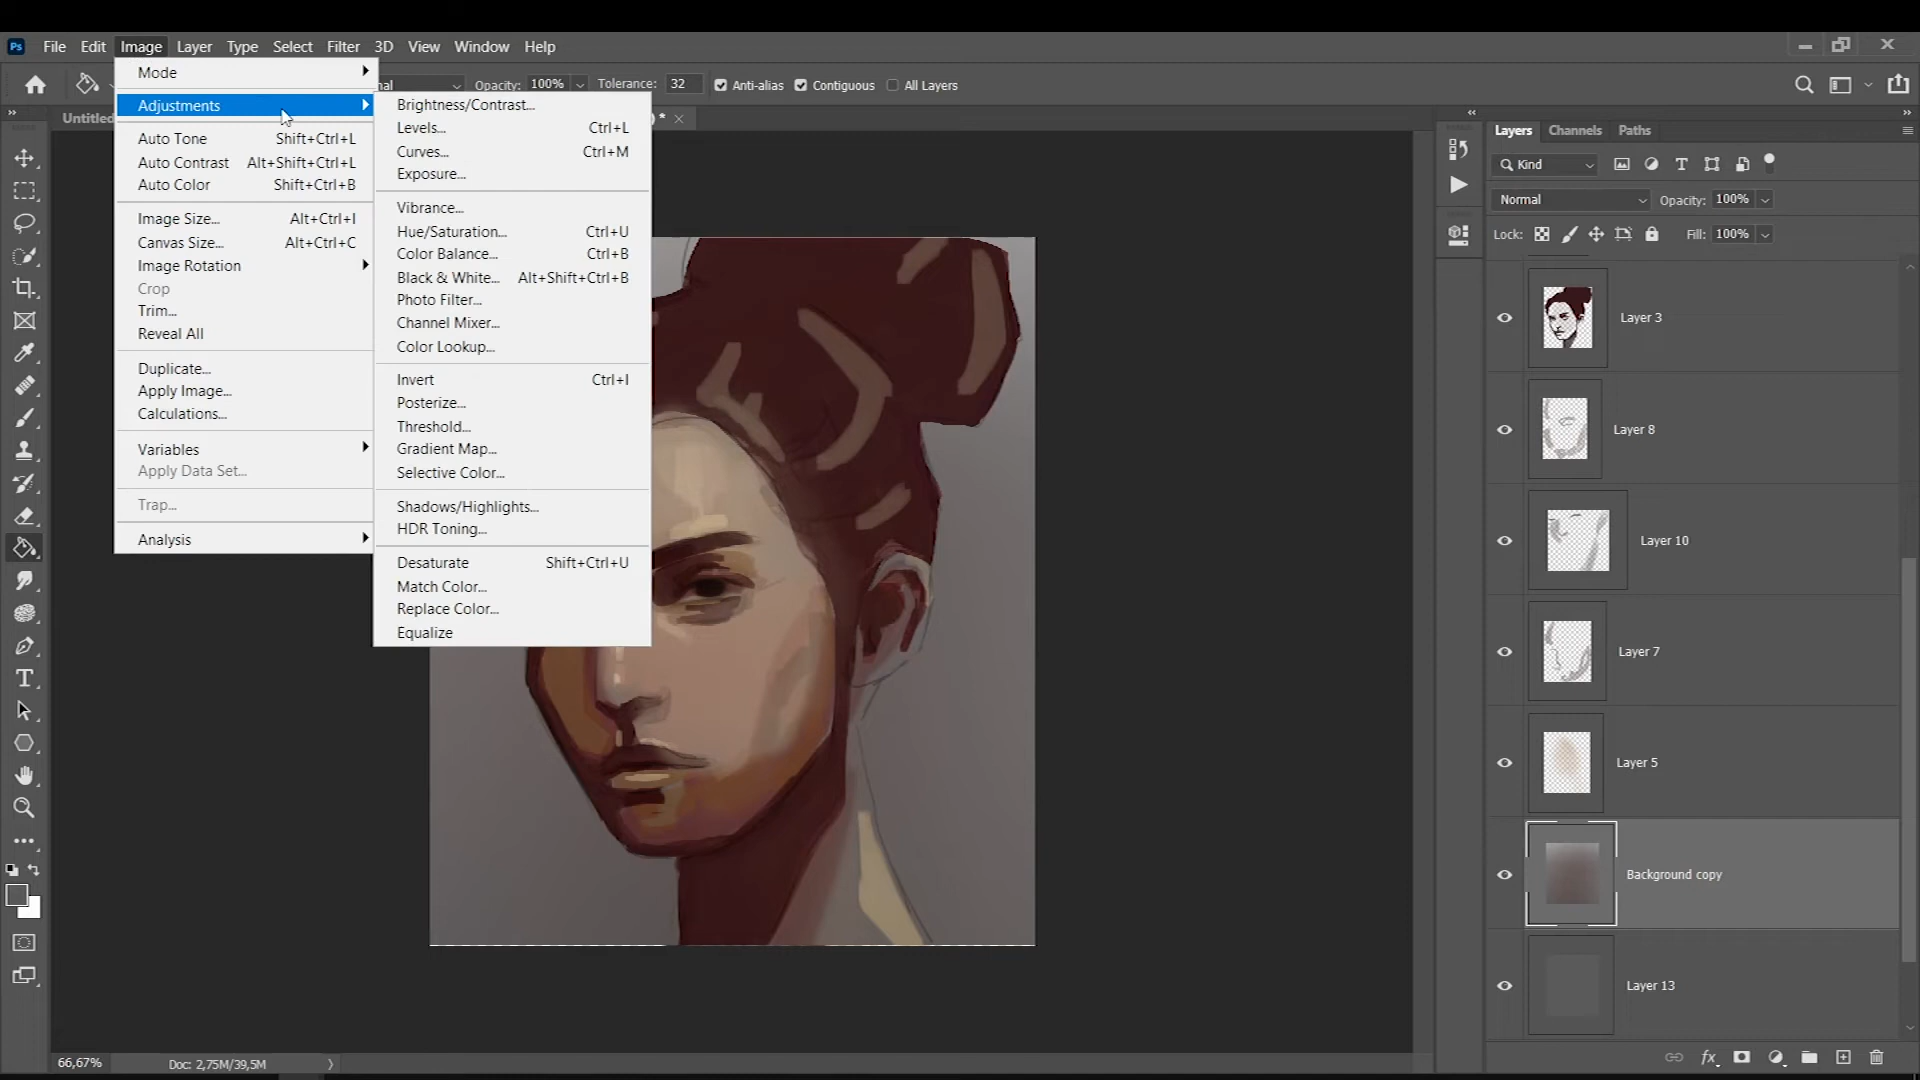 Ps File Edit Image Layer Type Select Filter 3D View Window Help
Opacity: 100% Tolerance: 32 Anti-alias Contiguous All Layers
Mode
Adjustments
Auto Tone Shift+Ctrl+L
Auto Contrast Alt+Shift+Ctrl+L
Auto Color Shift+Ctrl+B
Image Size... Alt+Ctrl+I
Canvas Size... Alt+Ctrl+C
Image Rotation
Crop
Trim...
Reveal All
Duplicate...
Apply Image...
Calculations...
Variables
Apply Data Set...
Trap...
Analysis
Brightness/Contrast...
Levels... Ctrl+L
Curves... Ctrl+M
Exposure...
Vibrance...
Hue/Saturation... Ctrl+U
Color Balance... Ctrl+B
Black & White... Alt+Shift+Ctrl+B
Photo Filter...
Channel Mixer...
Color Lookup...
Invert Ctrl+I
Posterize...
Threshold...
Gradient Map...
Selective Color...
Shadows/Highlights...
HDR Toning...
Desaturate Shift+Ctrl+U
Match Color...
Replace Color...
Equalize
) *
Layers Channels Paths
Kind
Normal Opacity: 100%
Lock: Fill: 100%
Layer 3
Layer 8
Layer 10
Layer 7
Layer 5
Background copy
Layer 13
fx
66,67% Doc: 2,75M/39,5M